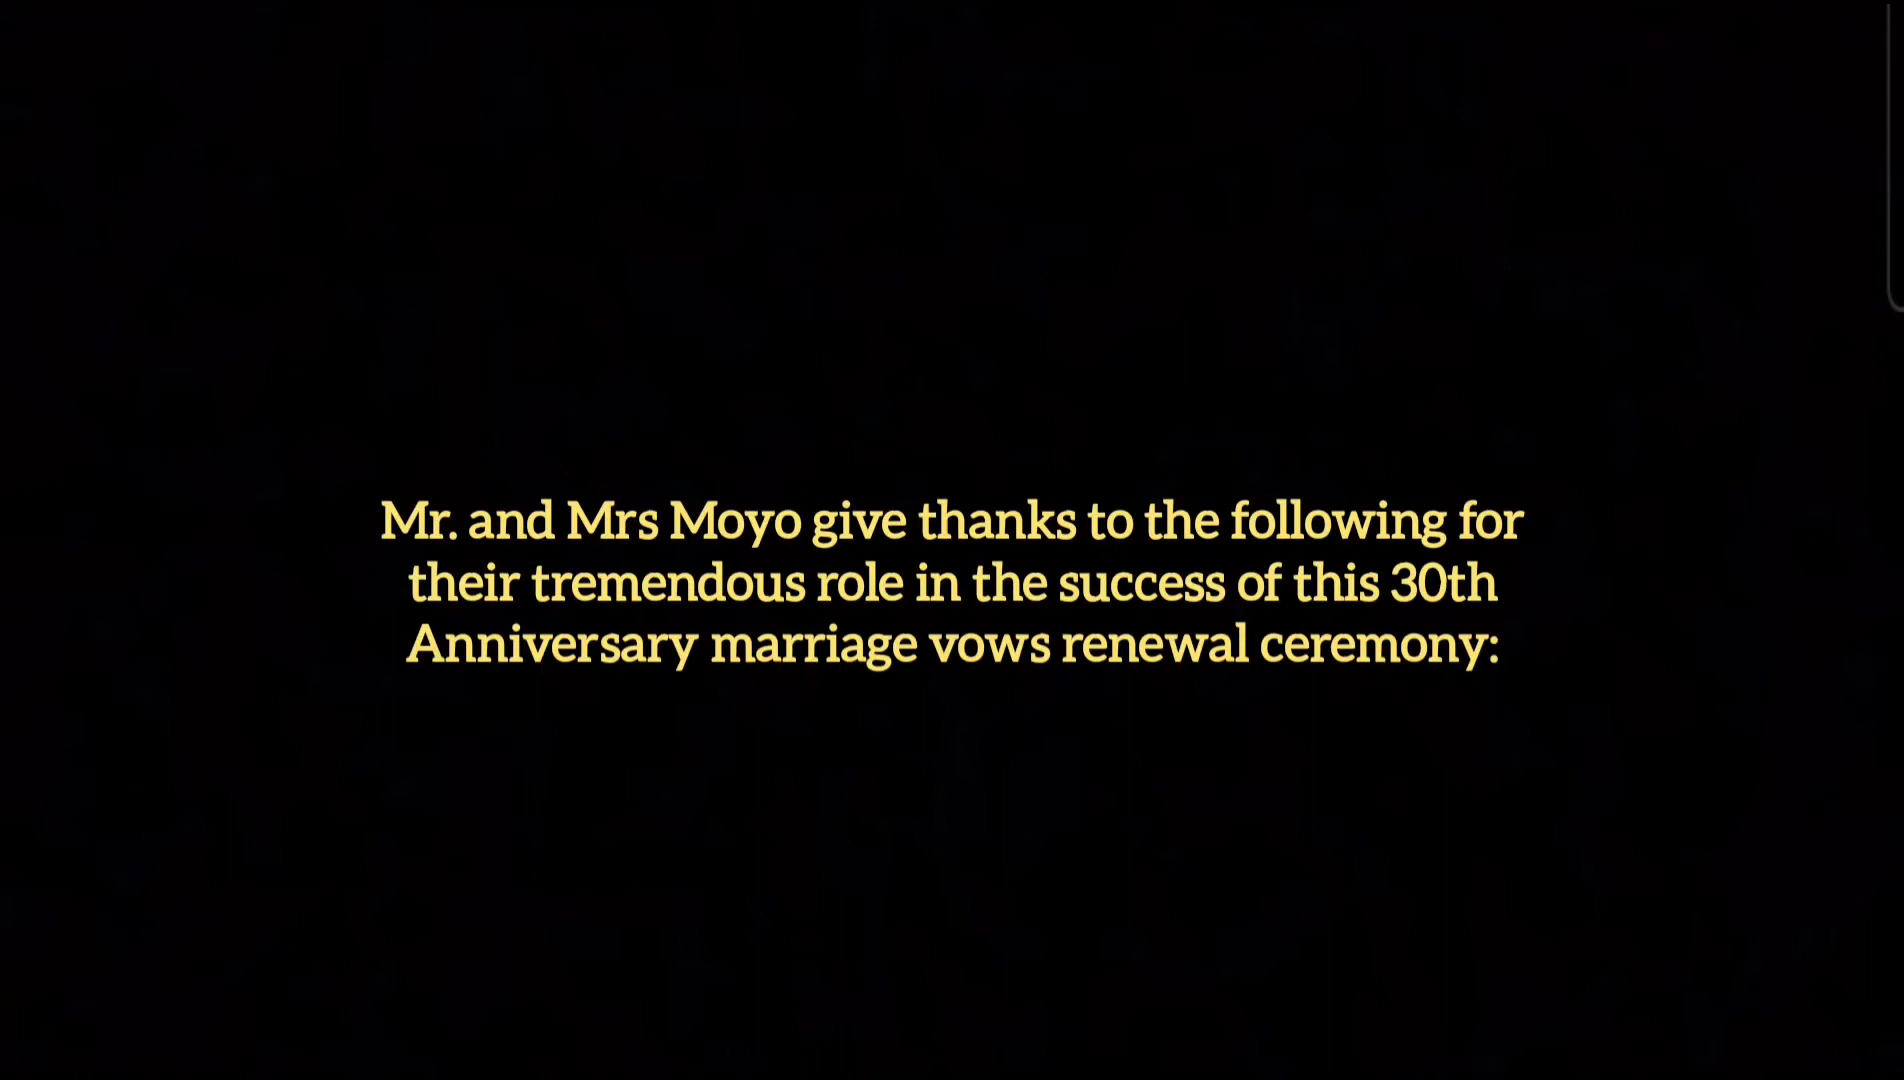 Mr. and Mrs Moyo give thanks to the following for
their tremendous role in the success of this 30th
Anniversary marriage vows renewal ceremony: